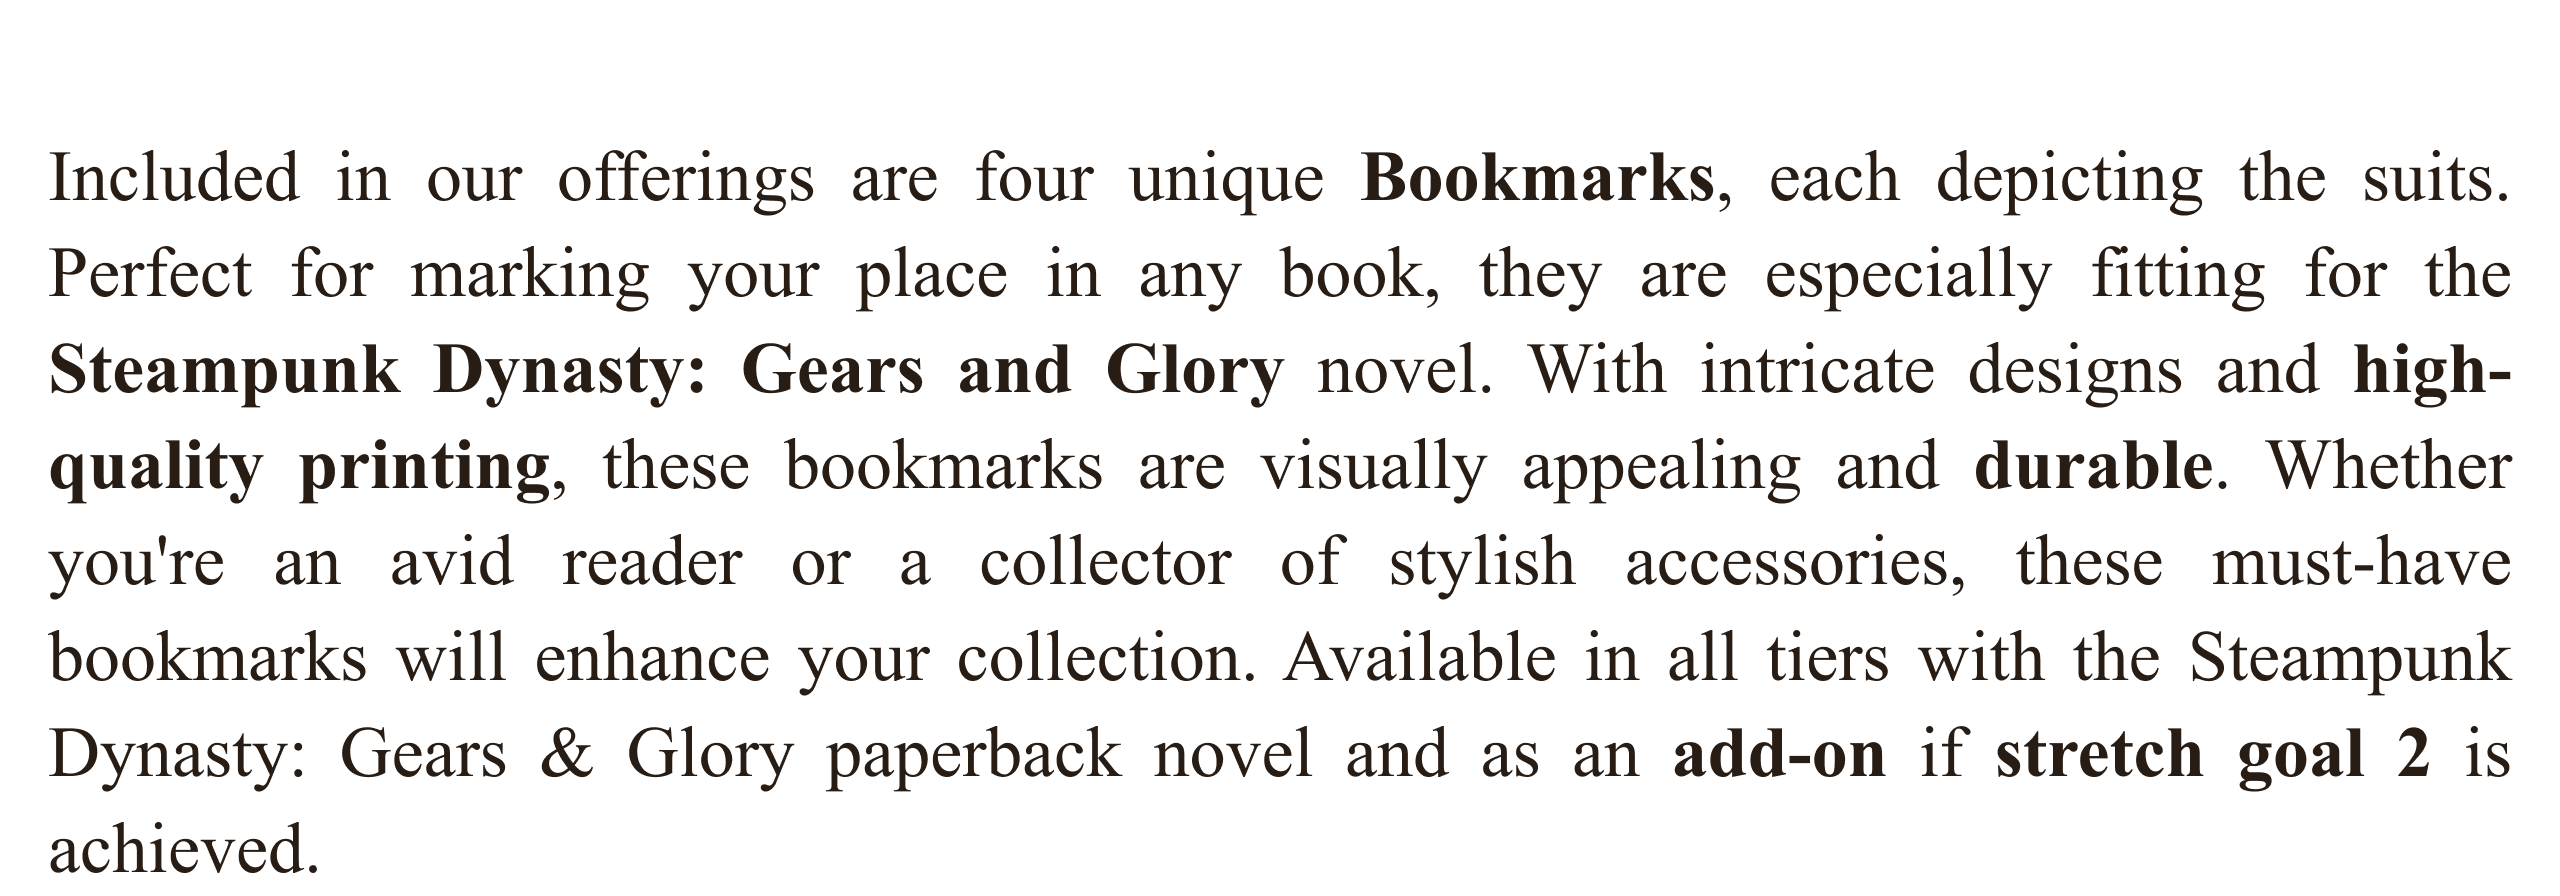 Included in our offerings are four unique Bookmarks, each depicting the suits.
Perfect for marking your place in any book, they are especially fitting for the
Steampunk Dynasty: Gears and Glory novel. With intricate designs and high-
quality printing, these bookmarks are visually appealing and durable. Whether
you're an avid reader or a collector of stylish accessories, these must-have
bookmarks will enhance your collection. Available in all tiers with the Steampunk
Dynasty: Gears & Glory paperback novel and as an add-on if stretch goal 2 is
achieved.